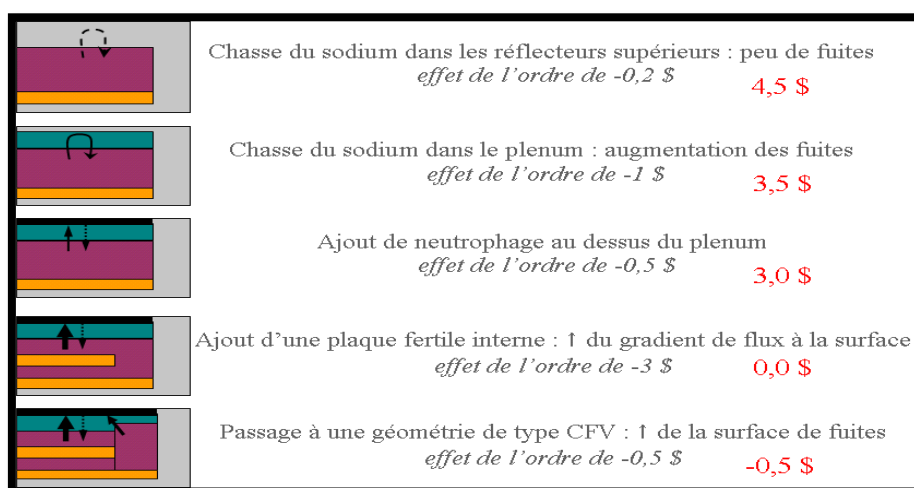 Chasse du sodium dans les réflecteurs supérieurs : peu de fuites
effet de l'ordre de -0,2 $
4,5 $
Chasse du sodium dans le plenum : augmentation des fuites
effet de l'ordre de -1 $
3,5 $
Ajout de neutrophage au dessus du plenum
effet de l'ordre de -0,5 $
3,0 $
Ajout d'une plaque fertile interne : ↑ du gradient de flux à la surface
effet de l'ordre de -3 $
0,0 $
Passage à une géométrie de type CFV : ↑ de la surface de fuites
effet de l'ordre de -0,5 $
-0,5 $